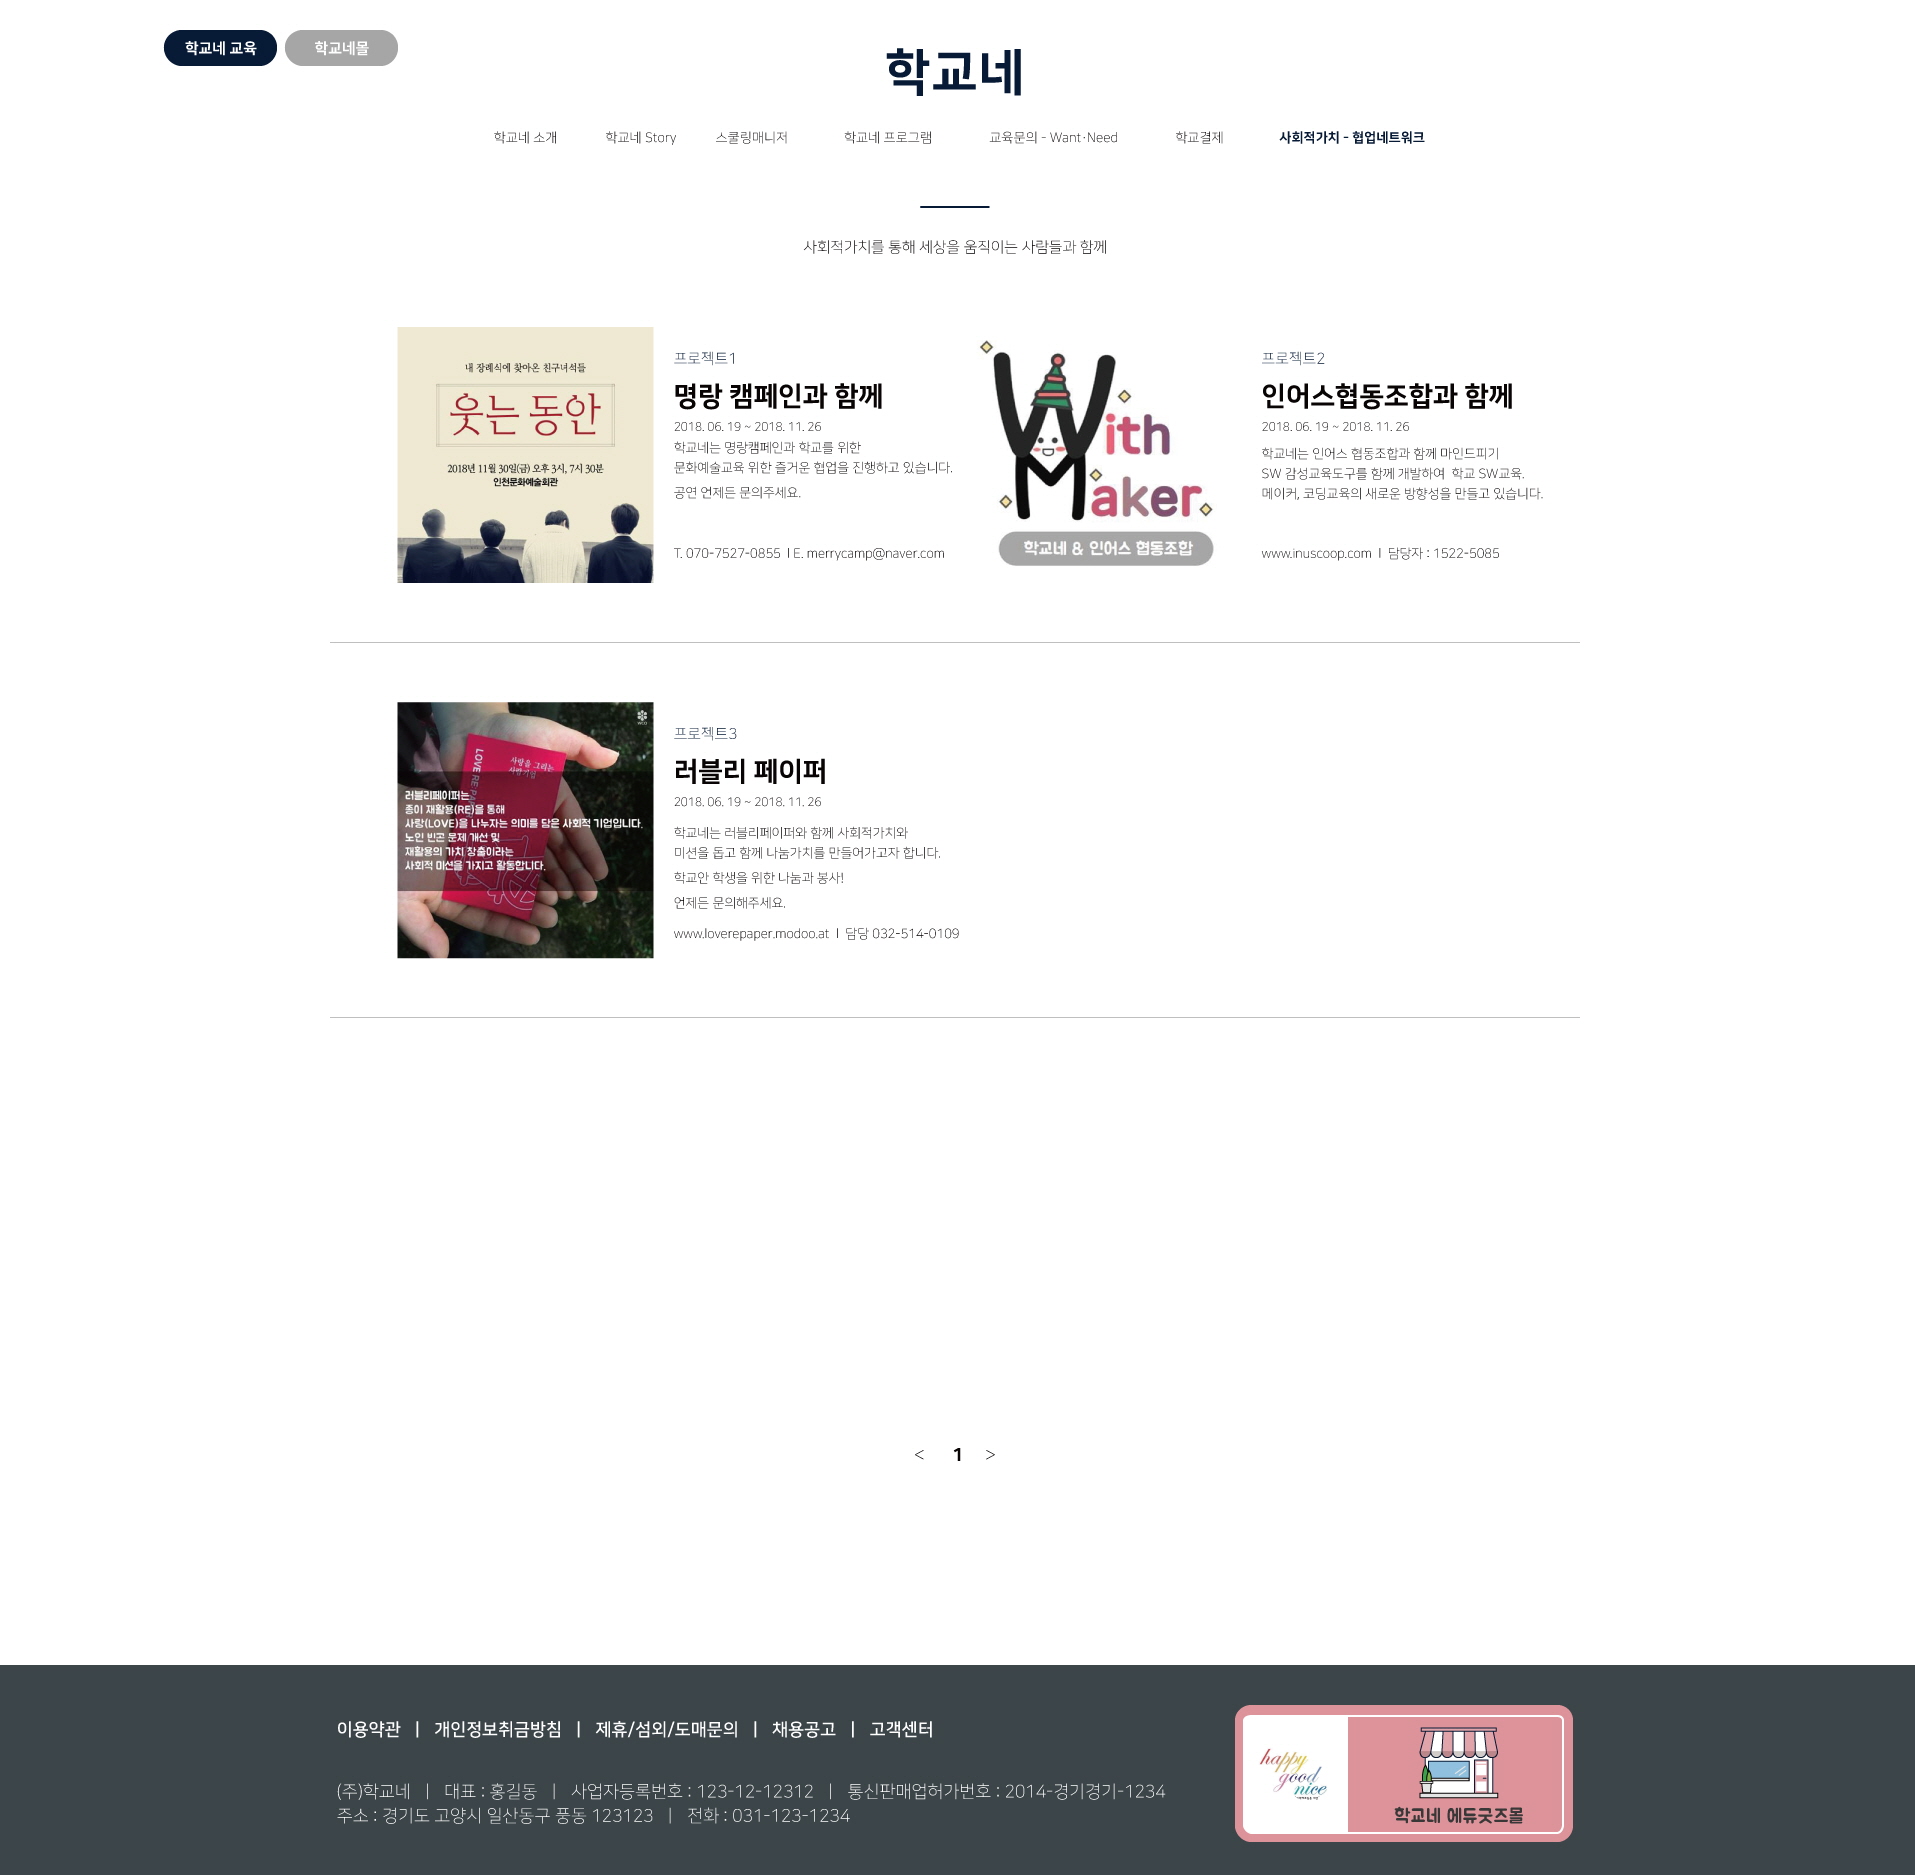 학교네 교육
학교네몰
학교네
학교네 소개
학교네 Story
스쿨링매니저
학교네 프로그램
교육문의 - Want·Need
학교결제
사회적가치 - 협업네트워크
사회적가치를 통해 세상을 움직이는 사람들과 함께
내 장례식에 찾아온 친구녀석들
웃는 동안
2018년 11월 30일(금) 오후 3시, 7시 30분
인천문화예술회관
프로젝트1
명랑 캠페인과 함께
2018. 06. 19 ~ 2018. 11. 26
학교네는 명랑캠페인과 학교를 위한
문화예술교육 위한 즐거운 협업을 진행하고 있습니다.
공연 언제든 문의주세요.
T. 070-7527-0855 I E. merrycamp@naver.com
With
Maker
학교네 & 인어스 협동조합
프로젝트2
인어스협동조합과 함께
2018. 06. 19 ~ 2018. 11. 26
학교네는 인어스 협동조합과 함께 마인드피기
SW 감성교육도구를 함께 개발하여 학교 SW교육.
메이커, 코딩교육의 새로운 방향성을 만들고 있습니다.
www.inuscoop.com I 담당자 : 1522-5085
사랑을 그리는
LOVE RE PAPER
러블리페이퍼는
종이 재활용(RE)을 통해
사랑(LOVE)을 나누자는 의미를 담은 사회적 기업입니다.
노인 빈곤 문제 개선 및
재활용의 가치 창출이라는
사회적 미션을 가지고 활동합니다.
프로젝트3
러블리 페이퍼
2018. 06. 19 ~ 2018. 11. 26
학교네는 러블리페이퍼와 함께 사회적가치와
미션을 돕고 함께 나눔가치를 만들어가고자 합니다.
학교안 학생을 위한 나눔과 봉사!
언제든 문의해주세요.
www.loverepaper.modoo.at I 담당 032-514-0109
< 1 >
이용약관 | 개인정보취급방침 | 제휴/섬외/도매문의 | 채용공고 | 고객센터
(주)학교네 | 대표 : 홍길동 | 사업자등록번호 : 123-12-12312 | 통신판매업허가번호 : 2014-경기경기-1234
주소 : 경기도 고양시 일산동구 풍동 123123 | 전화 : 031-123-1234
happy
good
nice
학교네 에듀굿즈몰